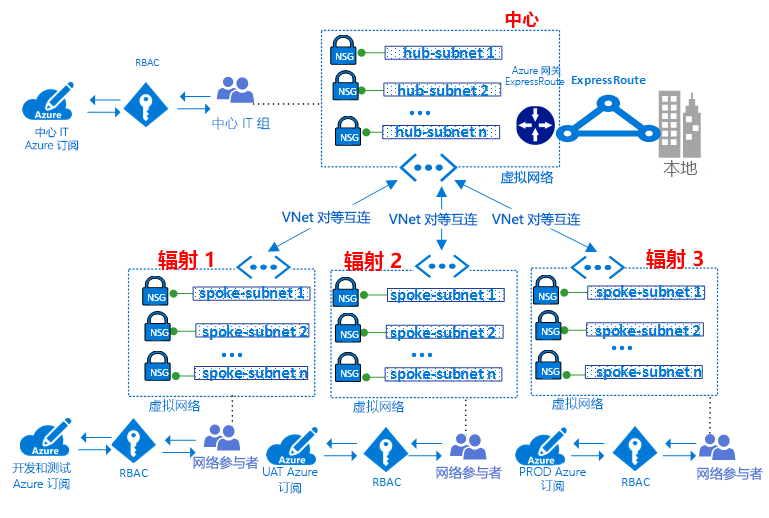 中心
RBAC
NSG
hub-subnet 1
Azure 网关
ExpressRoute
ExpressRoute
NSG
hub-subnet 2
Azure
...
中心 IT 组
NSG
hub-subnet n
中心 IT
Azure 订阅
本地
虚拟网络
VNet 对等互连
VNet 对等互连
VNet 对等互连
辐射 1
辐射 2
辐射 3
NSG
spoke-subnet 1
NSG
spoke-subnet 2
...
NSG
spoke-subnet n
虚拟网络
NSG
spoke-subnet 1
NSG
spoke-subnet 2
...
NSG
spoke-subnet n
虚拟网络
NSG
spoke-subnet 1
NSG
spoke-subnet 2
...
NSG
spoke-subnet n
虚拟网络
Azure
开发和测试
Azure 订阅
RBAC
网络参与者
Azure
UAT Azure
订阅
RBAC
网络参与者
Azure
PROD Azure
订阅
RBAC
网络参与者